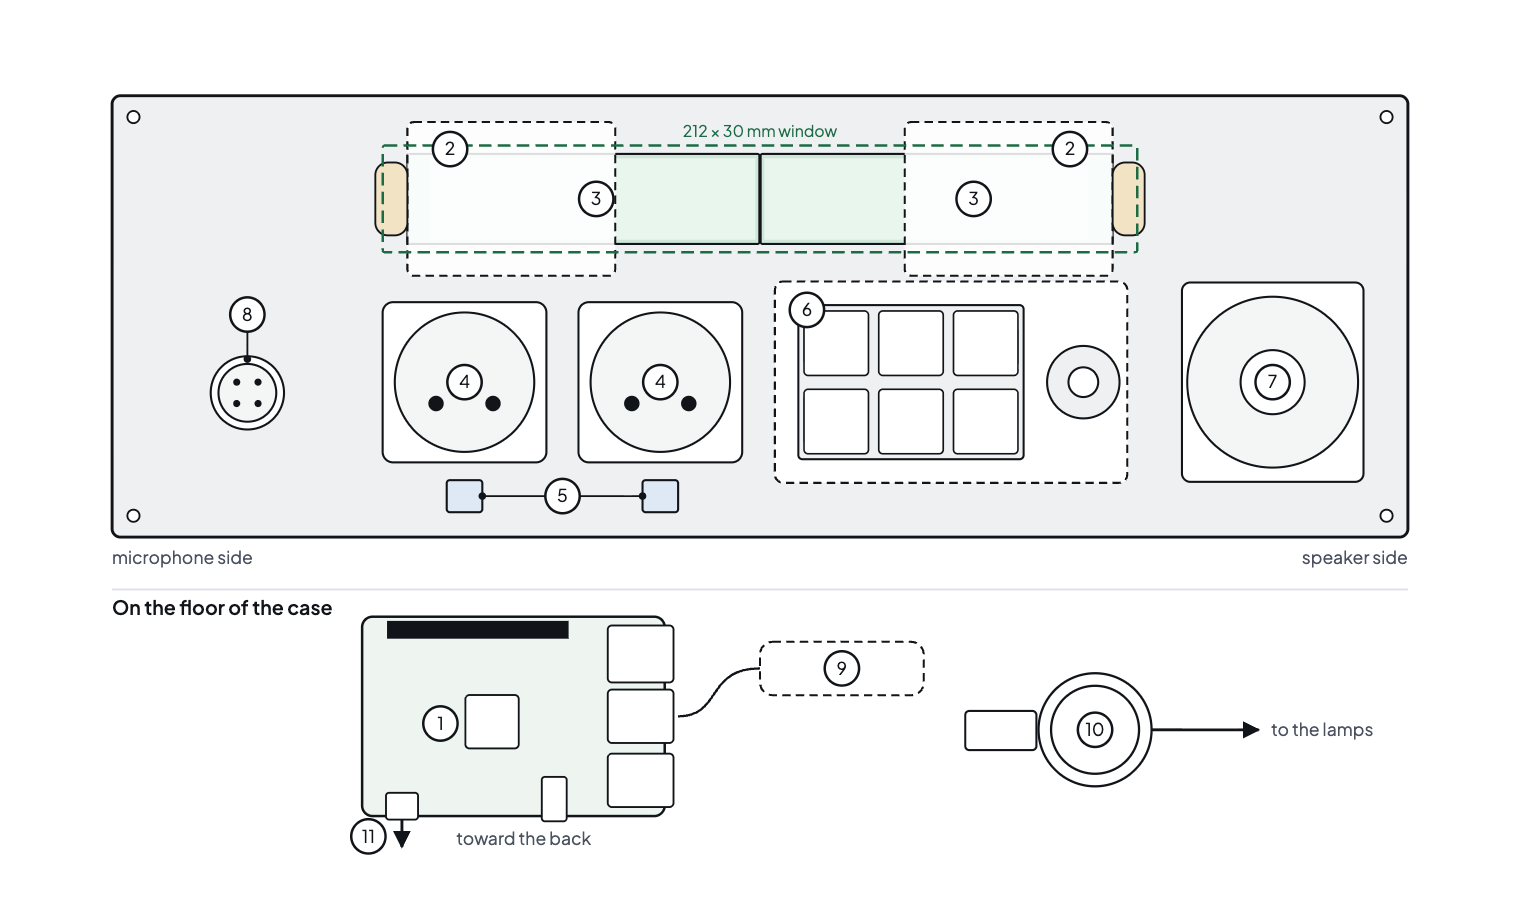 212 × 30 mm window
2
2
3
3
8
6
4
4
7
5
microphone side
speaker side
On the floor of the case
9
1
10
to the lamps
11
toward the back